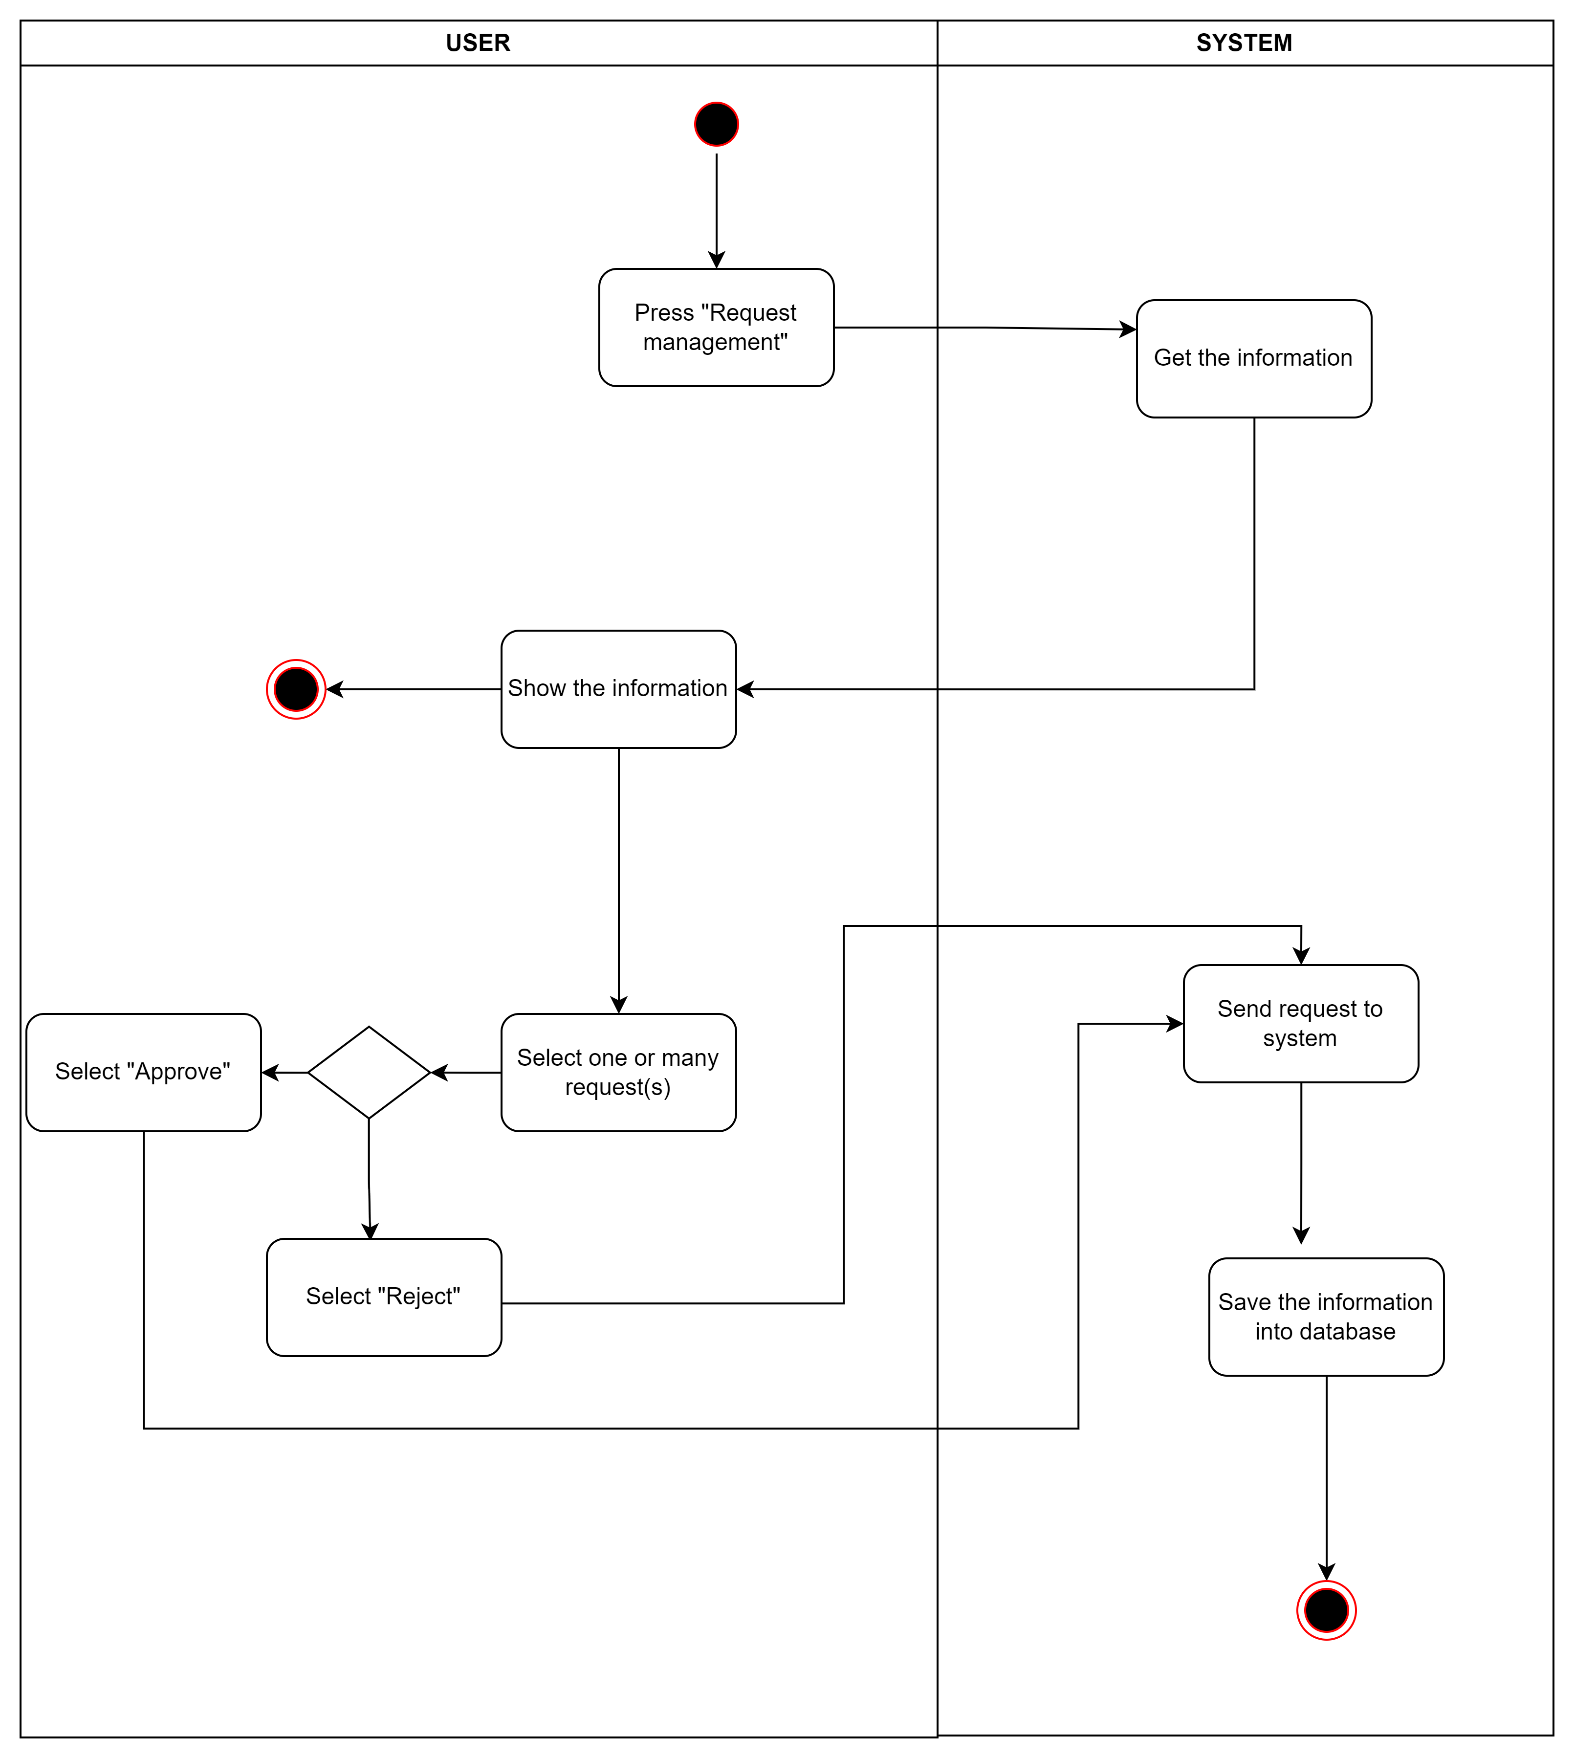 USER
SYSTEM
Press "Request
management"
Get the information
Show the information
Select "Approve"
Select one or many
request(s)
Send request to
system
Select "Reject"
Save the information
into database